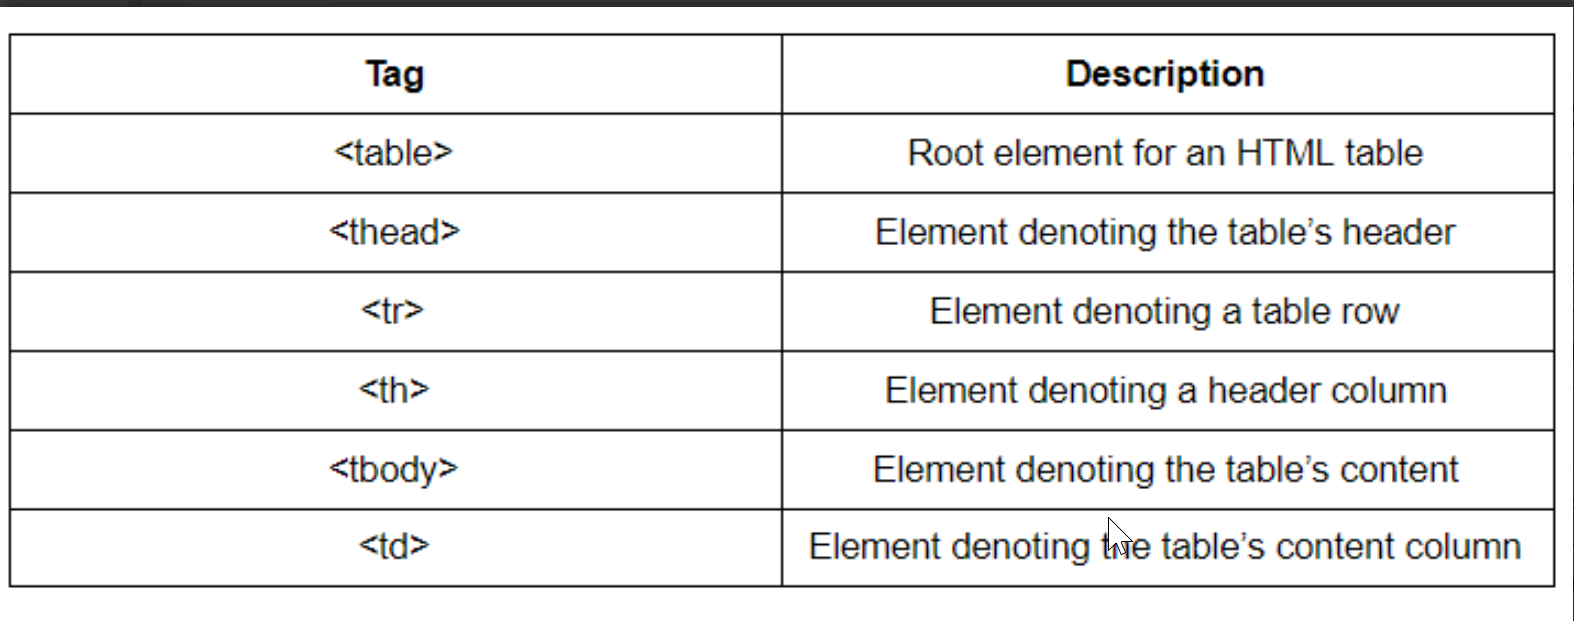 Tag Description
<table> Root element for an HTML table
<thead> Element denoting the table’s header
<tr> Element denoting a table row
<th> Element denoting a header column
<tbody> Element denoting the table’s content
<td> Element denoting the table’s content column